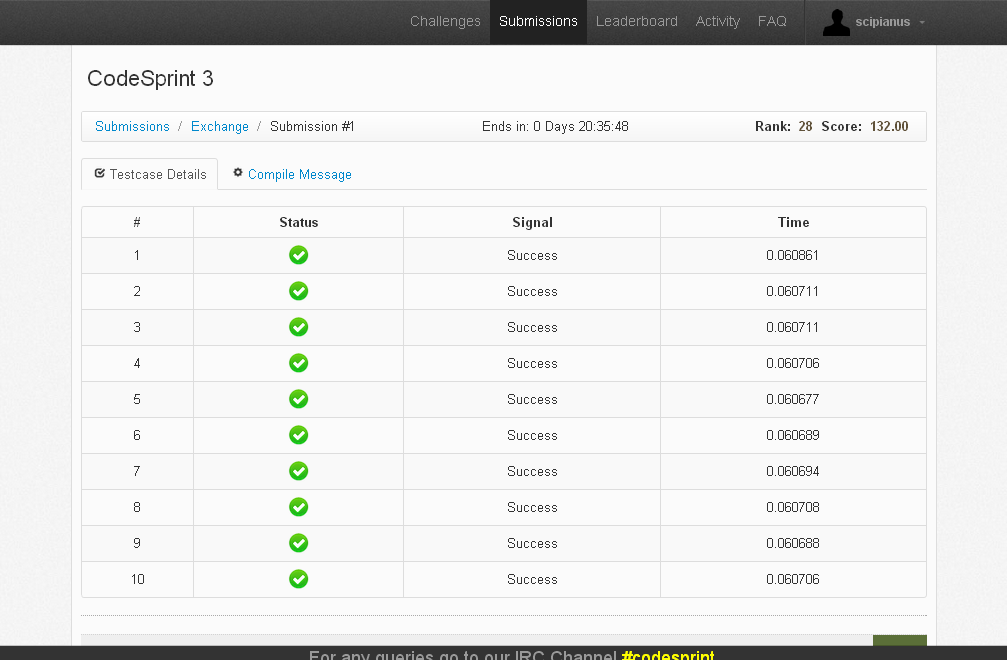 Challenges Submissions Leaderboard Activity FAQ scipianus
CodeSprint 3
Submissions / Exchange / Submission #1 Ends in: 0 Days 20:35:48 Rank: 28 Score: 132.00
Testcase Details Compile Message
# Status Signal Time
1 Success 0.060861
2 Success 0.060711
3 Success 0.060711
4 Success 0.060706
5 Success 0.060677
6 Success 0.060689
7 Success 0.060694
8 Success 0.060708
9 Success 0.060688
10 Success 0.060706
For any queries go to our IRC Channel #codesprint